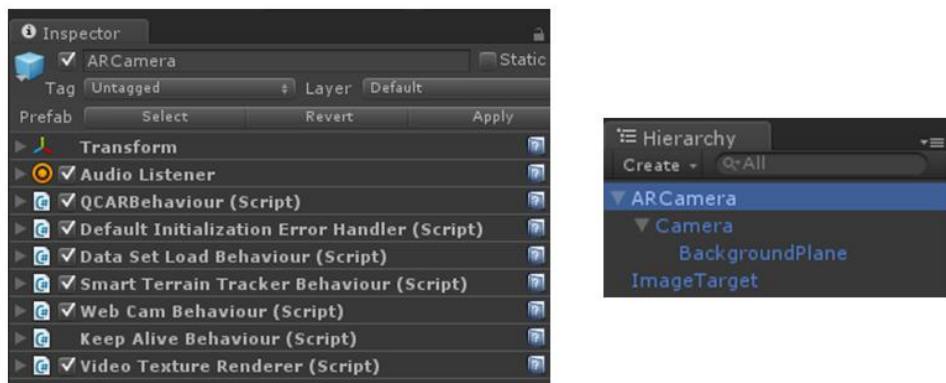 Inspector
ARCamera Static
Tag Untagged Layer Default
Prefab Select Revert Apply
Transform
Audio Listener
QCARBehaviour (Script)
Default Initialization Error Handler (Script)
Data Set Load Behaviour (Script)
Smart Terrain Tracker Behaviour (Script)
Web Cam Behaviour (Script)
Keep Alive Behaviour (Script)
Video Texture Renderer (Script)
Hierarchy
Create All
ARCamera
Camera
BackgroundPlane
ImageTarget